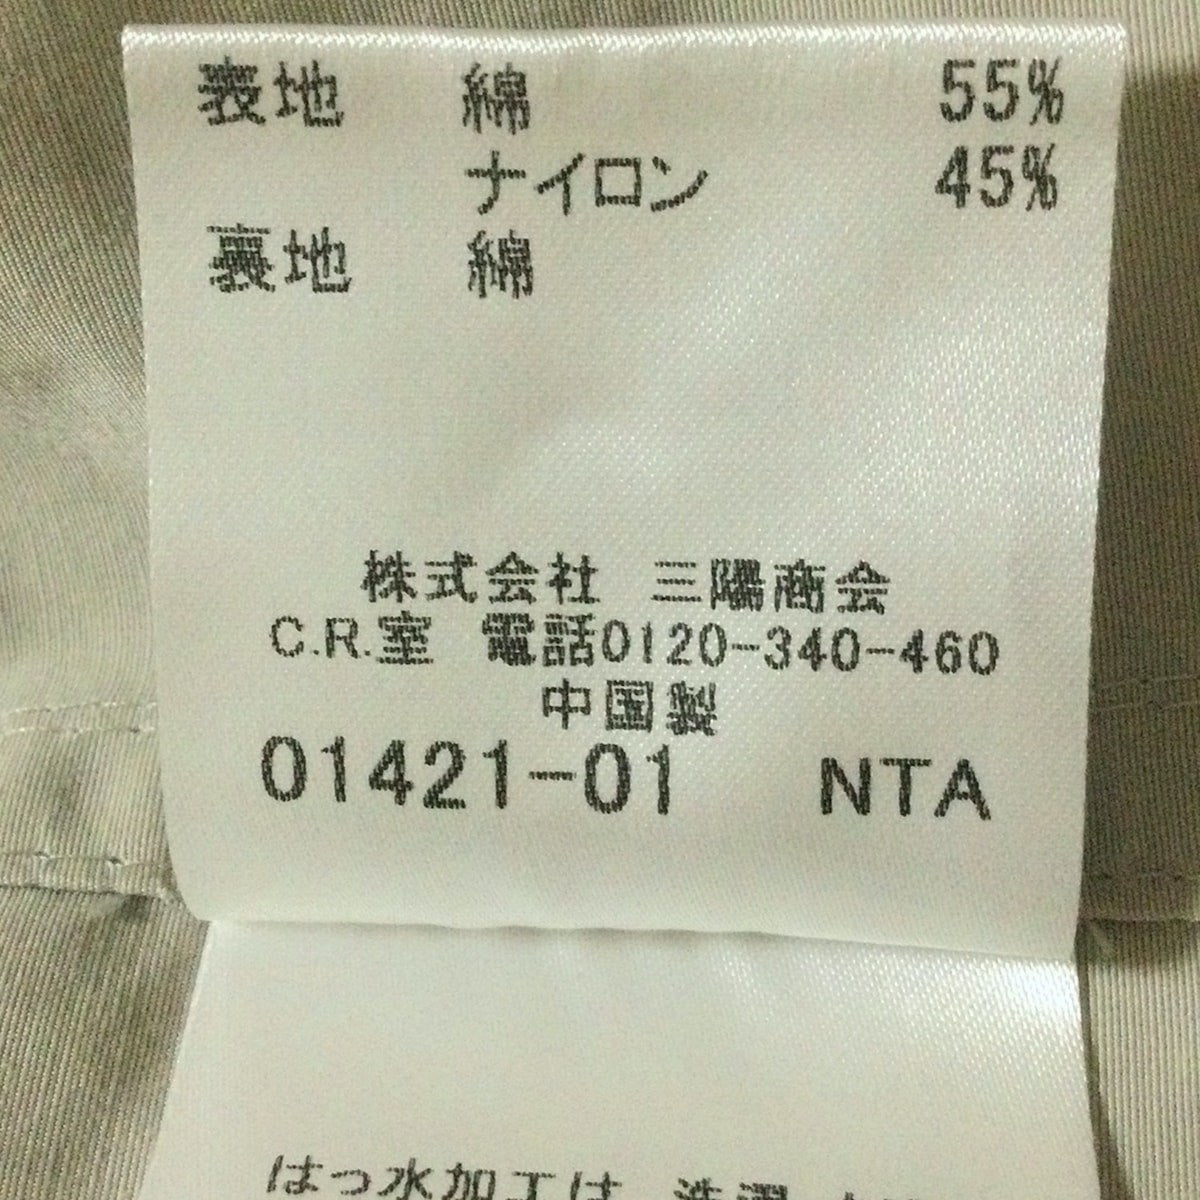 表地 綿 55%
ナイロン 45%
裏地 綿
株式会社 三陽商会
C.R.室 電話0120-340-460
中国製
01421-01 NTA
はっ水加工は、洗濯